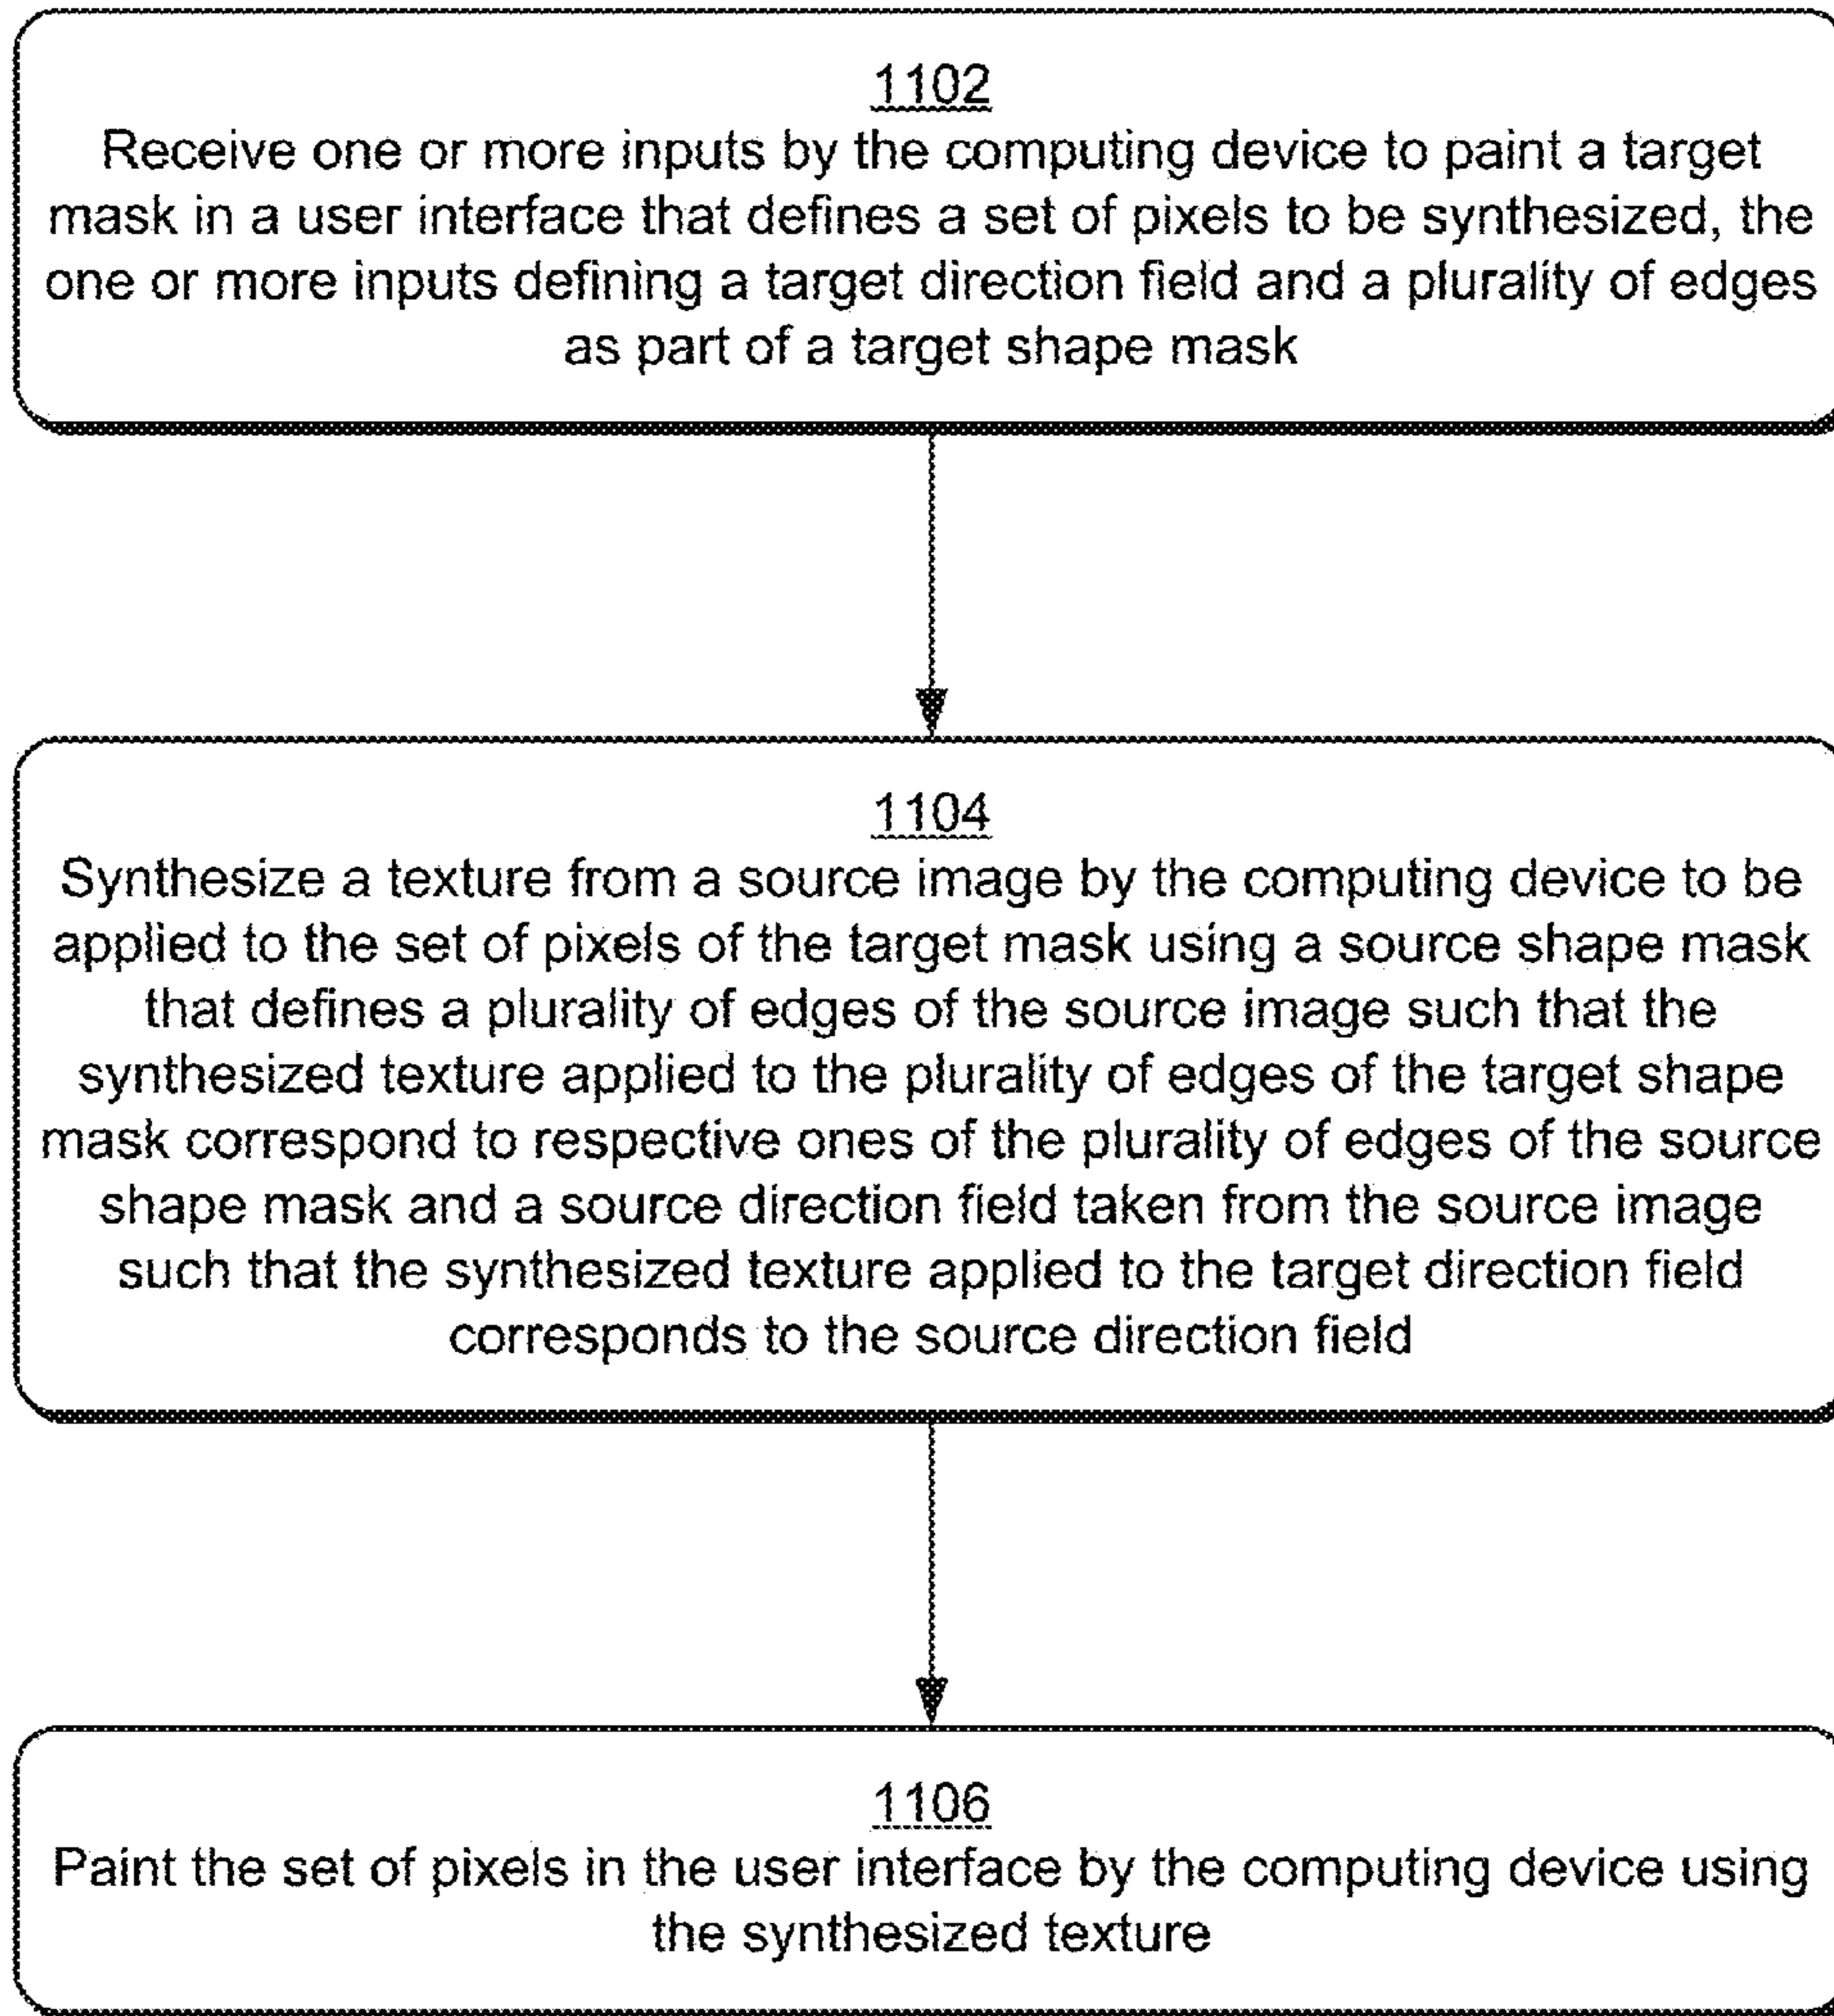 1102
Receive one or more inputs by the computing device to paint a target
mask in a user interface that defines a set of pixels to be synthesized, the
one or more inputs defining a target direction field and a plurality of edges
as part of a target shape mask
1104
Synthesize a texture from a source image by the computing device to be
applied to the set of pixels of the target mask using a source shape mask
that defines a plurality of edges of the source image such that the
synthesized texture applied to the plurality of edges of the target shape
mask correspond to respective ones of the plurality of edges of the source
shape mask and a source direction field taken from the source image
such that the synthesized texture applied to the target direction field
corresponds to the source direction field
1106
Paint the set of pixels in the user interface by the computing device using
the synthesized texture